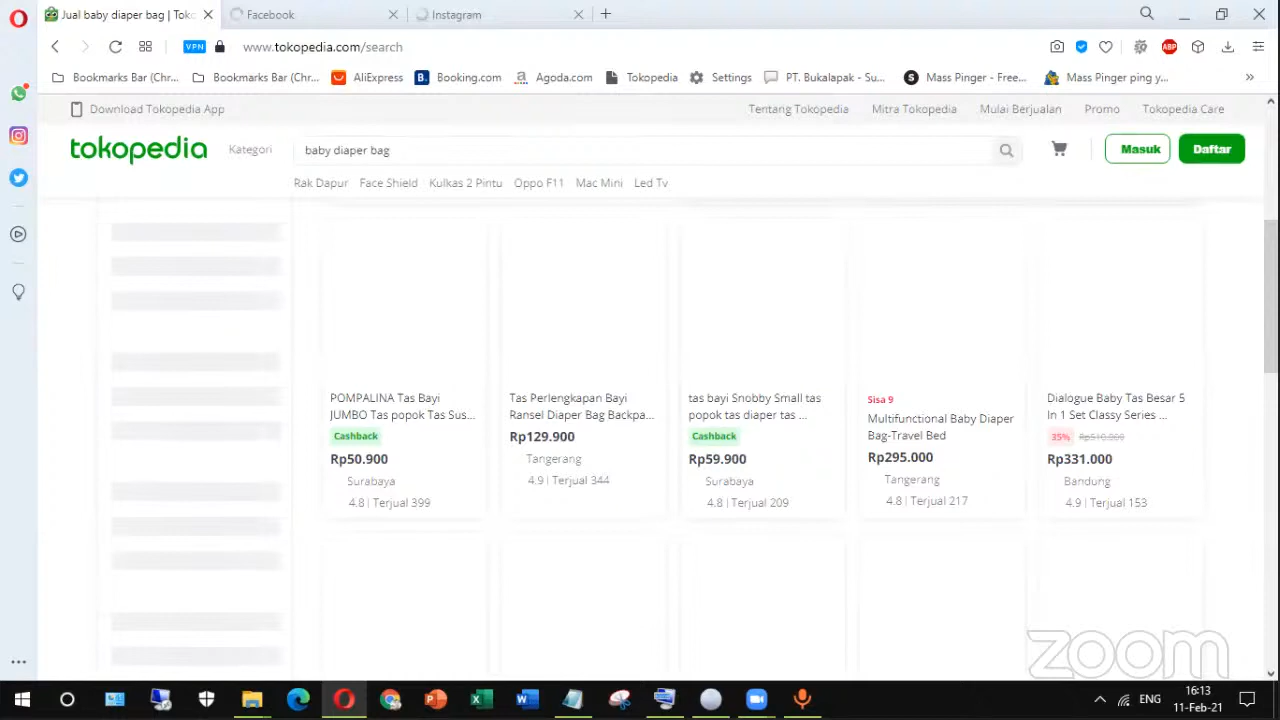 Jual baby diaper bag | Tok
Facebook
Instagram
VPN
www.tokopedia.com/search
ABP
Bookmarks Bar (Chr...
Bookmarks Bar (Chr...
AliExpress
B.
Booking.com
a
Agoda.com
Tokopedia
Settings
PT. Bukalapak - Su...
S
Mass Pinger - Free...
Mass Pinger ping y...
»
Download Tokopedia App
Tentang Tokopedia
Mitra Tokopedia
Mulai Berjualan
Promo
Tokopedia Care
tokopedia
Kategori
baby diaper bag
Masuk
Daftar
Rak Dapur
Face Shield
Kulkas 2 Pintu
Oppo F11
Mac Mini
Led Tv
POMPALINA Tas Bayi
JUMBO Tas popok Tas Sus...
Cashback
Rp50.900
Surabaya
4.8 | Terjual 399
Tas Perlengkapan Bayi
Ransel Diaper Bag Backpa...
Rp129.900
Tangerang
4.9 | Terjual 344
tas bayi Snobby Small tas
popok tas diaper tas ...
Cashback
Rp59.900
Surabaya
4.8 | Terjual 209
Sisa 9
Multifunctional Baby Diaper
Bag-Travel Bed
Rp295.000
Tangerang
4.8 | Terjual 217
Dialogue Baby Tas Besar 5
In 1 Set Classy Series ...
35%
Rp331.000
Bandung
4.9 | Terjual 153
zoom
ENG
16:13
11-Feb-21